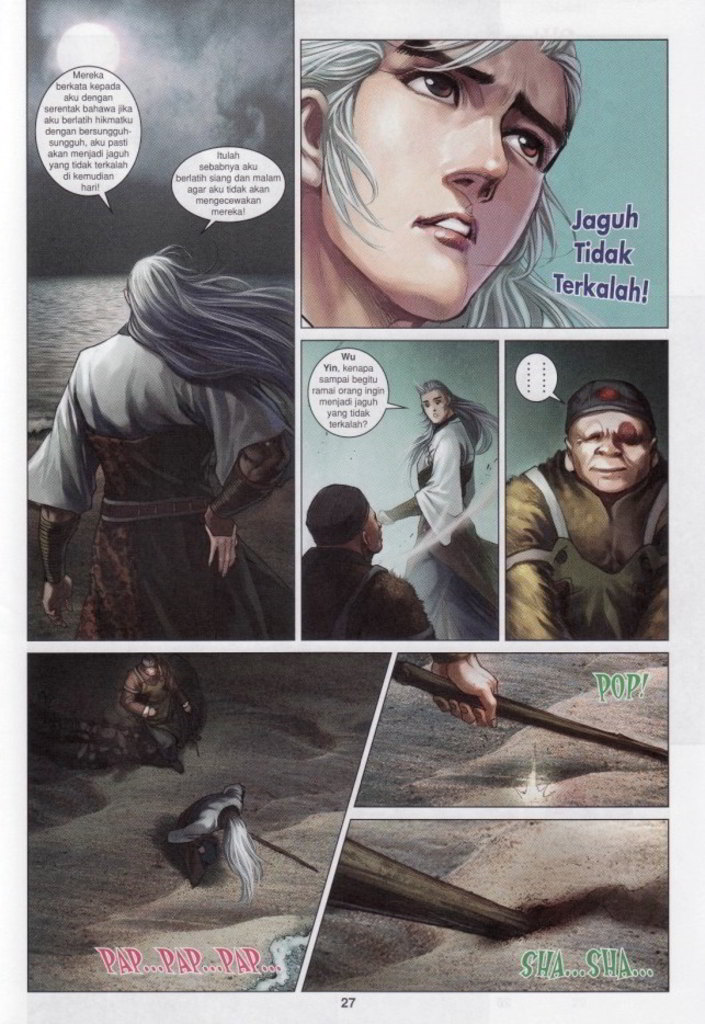 Mereka
berkata kepada
aku dengan
serentak bahawa jika
aku berlatih hikmatku
dengan bersungguh-
sungguh, aku pasti
akan menjadi jaguh
yang tidak terkalah
di kemudian
hari!
Itulah
sebabnya aku
berlatih siang dan malam
agar aku tidak akan
mengecewakan
mereka!
Jaguh
Tidak
Terkalah!
Wu
Yin, kenapa
sampai begitu
ramai orang ingin
menjadi jaguh
yang tidak
terkalah?
PAP...PAP...PAP...
POP!
SHA...SHA...
27